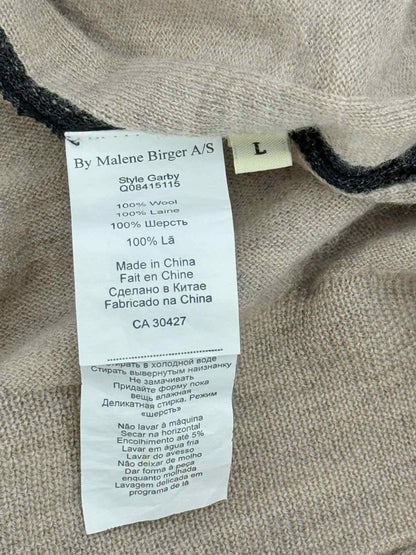 By Malene Birger A/S
L
Style Garby
Q08415115
100% Wool
100% Laine
100% Шерсть
100% Lã
Made in China
Fait en Chine
Сделано в Китае
Fabricado na China
CA 30427
Стирать в холодной воде
Стирать вывернутым наизнанку
Не замачивать
Придайте форму пока
вещь влажная
Деликатная стирка. Режим
«шерсть»
Não lavar à máquina
Secar na horizontal
Encolhimento até 5%
Lavar em água fria
Lavar do avesso
Não deixar de molho
Dar forma à peça
enquanto molhada
Lavagem delicada em
programa de lã